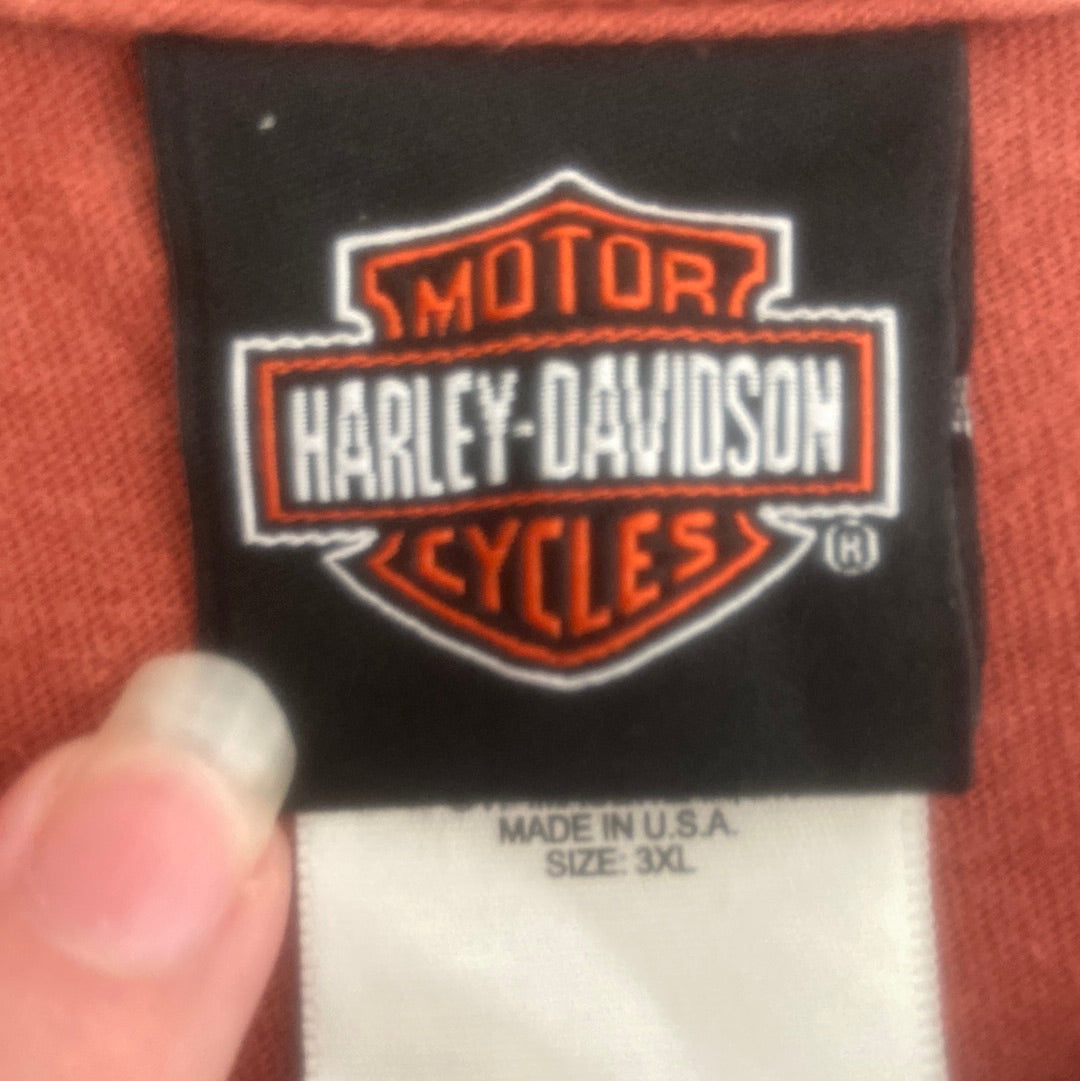 MOTOR
HARLEY-DAVIDSON
CYCLES
®
MADE IN U.S.A.
SIZE: 3XL